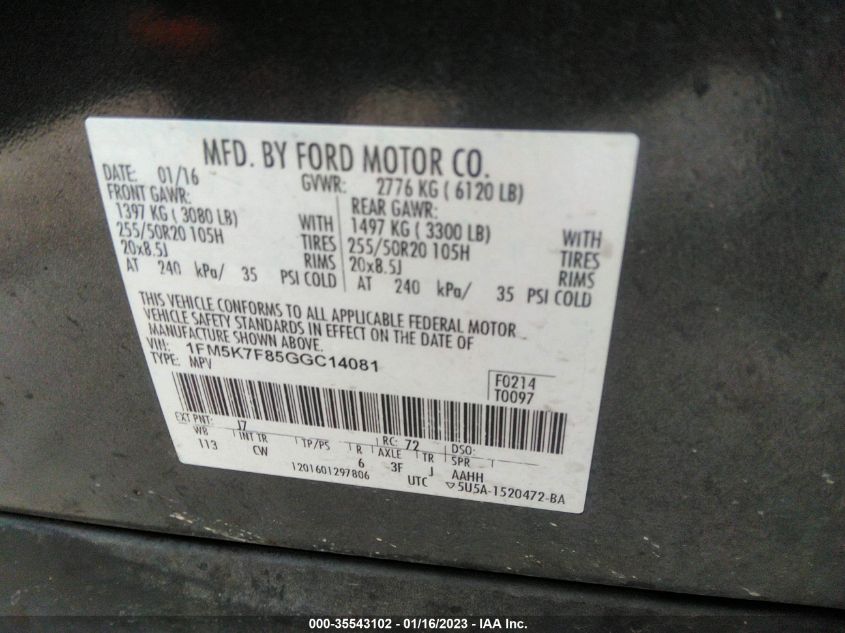 MFD. BY FORD MOTOR CO.
DATE: 01/16 GVWR: 2776 KG ( 6120 LB)
FRONT GAWR: REAR GAWR:
1397 KG ( 3080 LB) WITH 1497 KG ( 3300 LB) WITH
255/50R20 105H TIRES 255/50R20 105H TIRES
20x8.5J RIMS 20x8.5J RIMS
AT 240 kPa/ 35 PSI COLD AT 240 kPa/ 35 PSI COLD
THIS VEHICLE CONFORMS TO ALL APPLICABLE FEDERAL MOTOR
VEHICLE SAFETY STANDARDS IN EFFECT ON THE DATE OF
MANUFACTURE SHOWN ABOVE.
VIN: 1FM5K7F85GGC14081
TYPE: MPV
F0214
T0097
EXT PNT: J7 RC: 72 DSO:
WB INT TR TP/PS R AXLE TR SPR
113 CW 6 3F J AAHH
1201601297806 UTC ▽5U5A-1520472-BA
000-35543102 - 01/16/2023 - IAA Inc.